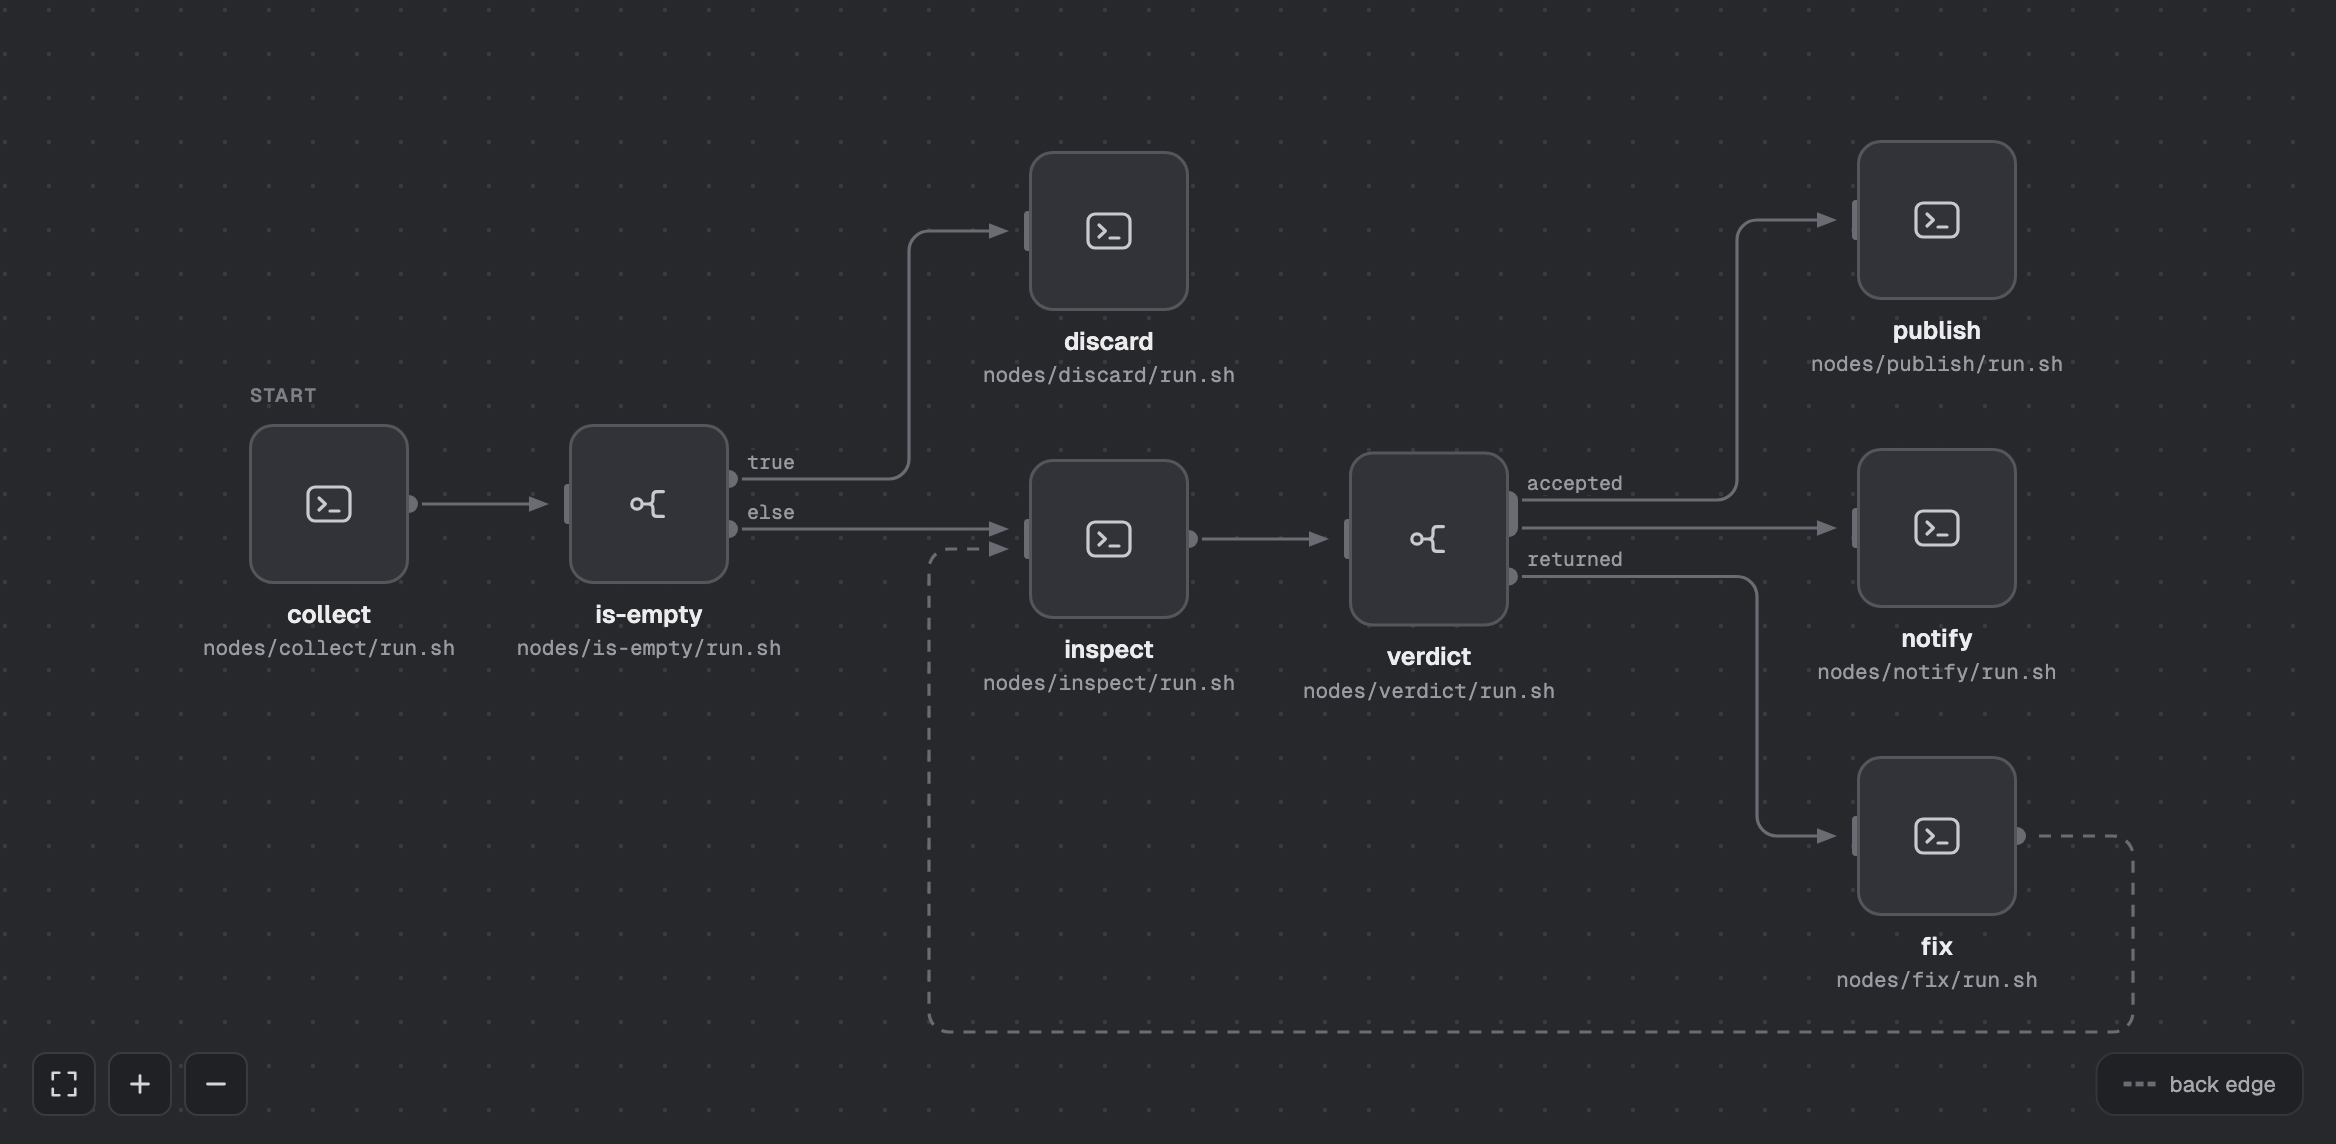 START
collect
nodes/collect/run.sh
is-empty
nodes/is-empty/run.sh
true
else
discard
nodes/discard/run.sh
inspect
nodes/inspect/run.sh
verdict
nodes/verdict/run.sh
accepted
returned
publish
nodes/publish/run.sh
notify
nodes/notify/run.sh
fix
nodes/fix/run.sh
back edge